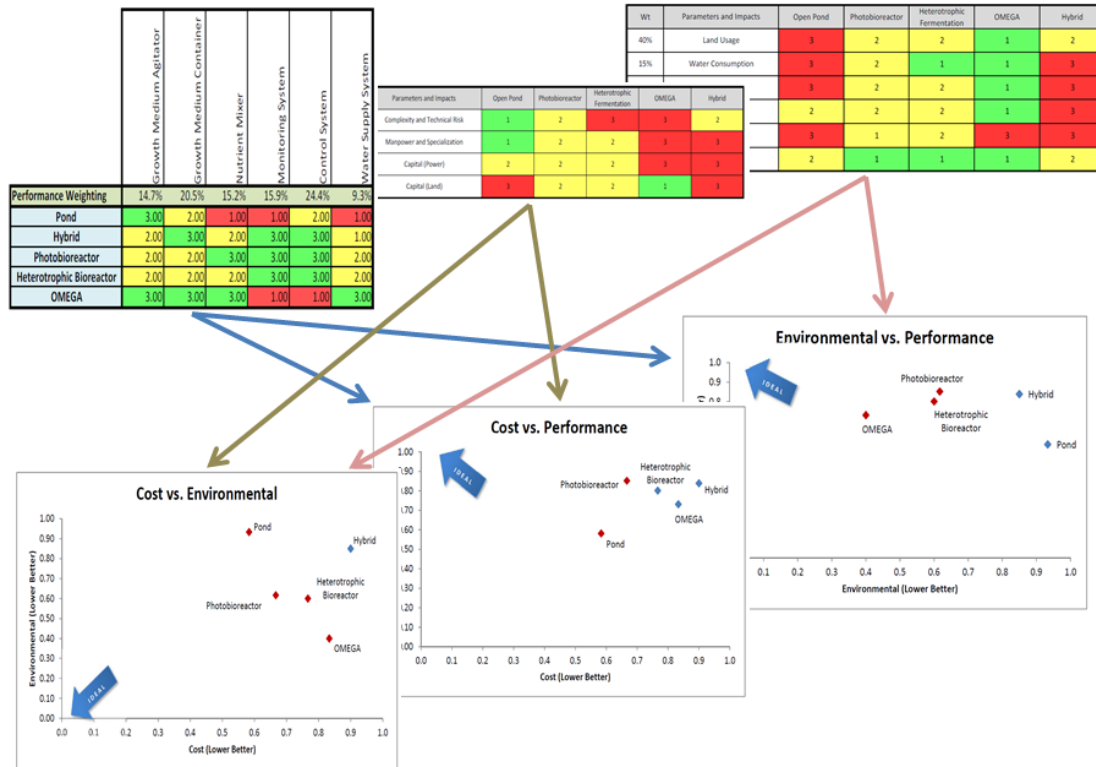 Growth Medium Agitator
Growth Medium Container
Nutrient Mixer
Monitoring System
Control System
Water Supply System
Performance Weighting 14.7% 20.5% 15.2% 15.9% 24.4% 9.3%
Pond 3.00 2.00 1.00 1.00 2.00 1.00
Hybrid 2.00 3.00 2.00 3.00 3.00 1.00
Photobioreactor 2.00 2.00 3.00 3.00 3.00 2.00
Heterotrophic Bioreactor 2.00 2.00 2.00 3.00 3.00 2.00
OMEGA 3.00 3.00 3.00 1.00 1.00 3.00
Parameters and Impacts Open Pond Photobioreactor Heterotrophic Fermentation OMEGA Hybrid
Complexity and Technical Risk 1 2 3 3 2
Manpower and Specialization 1 2 2 3 3
Capital (Power) 2 2 2 3 3
Capital (Land) 3 2 2 1 3
Wt Parameters and Impacts Open Pond Photobioreactor Heterotrophic Fermentation OMEGA Hybrid
40% Land Usage 3 2 2 1 2
15% Water Consumption 3 2 1 1 3
3 2 2 1 3
2 2 2 1 3
3 1 2 3 3
2 1 1 1 2
Environmental vs. Performance
1.0
0.9
0.8
IDEAL
Photobioreactor
Hybrid
OMEGA
Heterotrophic
Bioreactor
Pond
0.1 0.2 0.3 0.4 0.5 0.6 0.7 0.8 0.9 1.0
Environmental (Lower Better)
Cost vs. Performance
1.00
0.90
0.80
0.70
0.60
0.50
0.40
0.30
0.20
0.10
0.00
IDEAL
Photobioreactor
Heterotrophic
Bioreactor
Hybrid
OMEGA
Pond
0.0 0.1 0.2 0.3 0.4 0.5 0.6 0.7 0.8 0.9 1.0
Cost (Lower Better)
Cost vs. Environmental
Environmental (Lower Better)
1.00
0.90
0.80
0.70
0.60
0.50
0.40
0.30
0.20
0.10
0.00
Pond
Hybrid
Photobioreactor
Heterotrophic
Bioreactor
OMEGA
IDEAL
0.0 0.1 0.2 0.3 0.4 0.5 0.6 0.7 0.8 0.9 1.0
Cost (Lower Better)